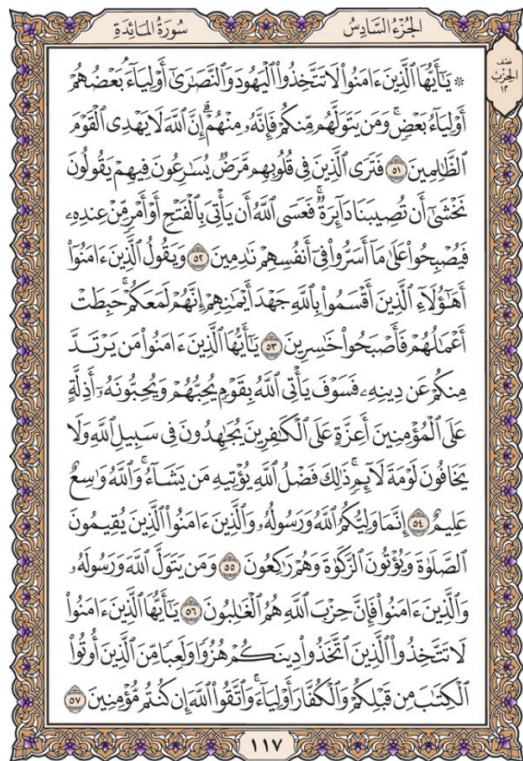 سُورَةُ المَائِدَةِ
الجُزْءُ السَّادِسُ
نصف
الحزب
١٢
۞ يَٰٓأَيُّهَا ٱلَّذِينَ ءَامَنُوا۟ لَا تَتَّخِذُوا۟ ٱلْيَهُودَ وَٱلنَّصَٰرَىٰٓ أَوْلِيَآءَ ۘ بَعْضُهُمْ
أَوْلِيَآءُ بَعْضٍ ۚ وَمَن يَتَوَلَّهُم مِّنكُمْ فَإِنَّهُۥ مِنْهُمْ ۗ إِنَّ ٱللَّهَ لَا يَهْدِى ٱلْقَوْمَ
ٱلظَّٰلِمِينَ ٥١ فَتَرَى ٱلَّذِينَ فِى قُلُوبِهِم مَّرَضٌ يُسَٰرِعُونَ فِيهِمْ يَقُولُونَ
نَخْشَىٰٓ أَن تُصِيبَنَا دَآئِرَةٌ ۚ فَعَسَى ٱللَّهُ أَن يَأْتِىَ بِٱلْفَتْحِ أَوْ أَمْرٍ مِّنْ عِندِهِۦ
فَيُصْبِحُوا۟ عَلَىٰ مَآ أَسَرُّوا۟ فِىٓ أَنفُسِهِمْ نَٰدِمِينَ ٥٢ وَيَقُولُ ٱلَّذِينَ ءَامَنُوٓا۟
أَهَٰٓؤُلَآءِ ٱلَّذِينَ أَقْسَمُوا۟ بِٱللَّهِ جَهْدَ أَيْمَٰنِهِمْ ۙ إِنَّهُمْ لَمَعَكُمْ ۚ حَبِطَتْ
أَعْمَٰلُهُمْ فَأَصْبَحُوا۟ خَٰسِرِينَ ٥٣ يَٰٓأَيُّهَا ٱلَّذِينَ ءَامَنُوا۟ مَن يَرْتَدَّ
مِنكُمْ عَن دِينِهِۦ فَسَوْفَ يَأْتِى ٱللَّهُ بِقَوْمٍ يُحِبُّهُمْ وَيُحِبُّونَهُۥٓ أَذِلَّةٍ
عَلَى ٱلْمُؤْمِنِينَ أَعِزَّةٍ عَلَى ٱلْكَٰفِرِينَ يُجَٰهِدُونَ فِى سَبِيلِ ٱللَّهِ وَلَا
يَخَافُونَ لَوْمَةَ لَآئِمٍ ۚ ذَٰلِكَ فَضْلُ ٱللَّهِ يُؤْتِيهِ مَن يَشَآءُ ۚ وَٱللَّهُ وَٰسِعٌ
عَلِيمٌ ٥٤ إِنَّمَا وَلِيُّكُمُ ٱللَّهُ وَرَسُولُهُۥ وَٱلَّذِينَ ءَامَنُوا۟ ٱلَّذِينَ يُقِيمُونَ
ٱلصَّلَوٰةَ وَيُؤْتُونَ ٱلزَّكَوٰةَ وَهُمْ رَٰكِعُونَ ٥٥ وَمَن يَتَوَلَّ ٱللَّهَ وَرَسُولَهُۥ
وَٱلَّذِينَ ءَامَنُوا۟ فَإِنَّ حِزْبَ ٱللَّهِ هُمُ ٱلْغَٰلِبُونَ ٥٦ يَٰٓأَيُّهَا ٱلَّذِينَ ءَامَنُوا۟
لَا تَتَّخِذُوا۟ ٱلَّذِينَ ٱتَّخَذُوا۟ دِينَكُمْ هُزُوًا وَلَعِبًا مِّنَ ٱلَّذِينَ أُوتُوا۟
ٱلْكِتَٰبَ مِن قَبْلِكُمْ وَٱلْكُفَّارَ أَوْلِيَآءَ ۚ وَٱتَّقُوا۟ ٱللَّهَ إِن كُنتُم مُّؤْمِنِينَ ٥٧
١١٧